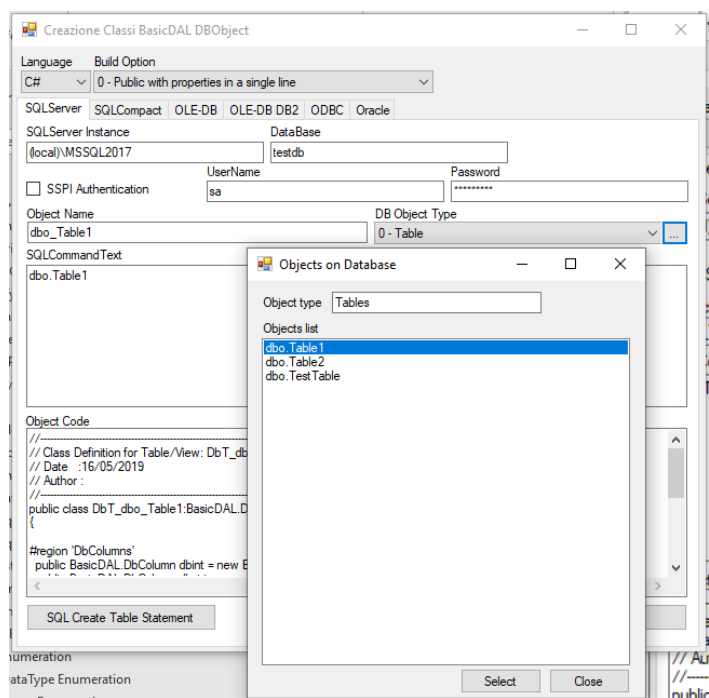 Creazione Classi BasicDAL DBObject
Language Build Option
C# 0 - Public with properties in a single line
SQLServer SQLCompact OLE-DB OLE-DB DB2 ODBC Oracle
SQLServer Instance DataBase
(local)\MSSQL2017 testdb
UserName Password
SSPI Authentication sa *********
Object Name DB Object Type
dbo_Table1 0 - Table ...
SQLCommandText
dbo.Table1
Objects on Database
Object type Tables
Objects list
dbo.Table1
dbo.Table2
dbo.TestTable
Object Code
//-----------------------------------------------
// Class Definition for Table/View: DbT_db
// Date :16/05/2019
// Author :
//-----------------------------------------------
public class DbT_dbo_Table1:BasicDAL.D
{
#region 'DbColumns'
public BasicDAL.DbColumn dbint = new E
SQL Create Table Statement
Select Close
numeration
ataType Enumeration
// Au
//-----
public